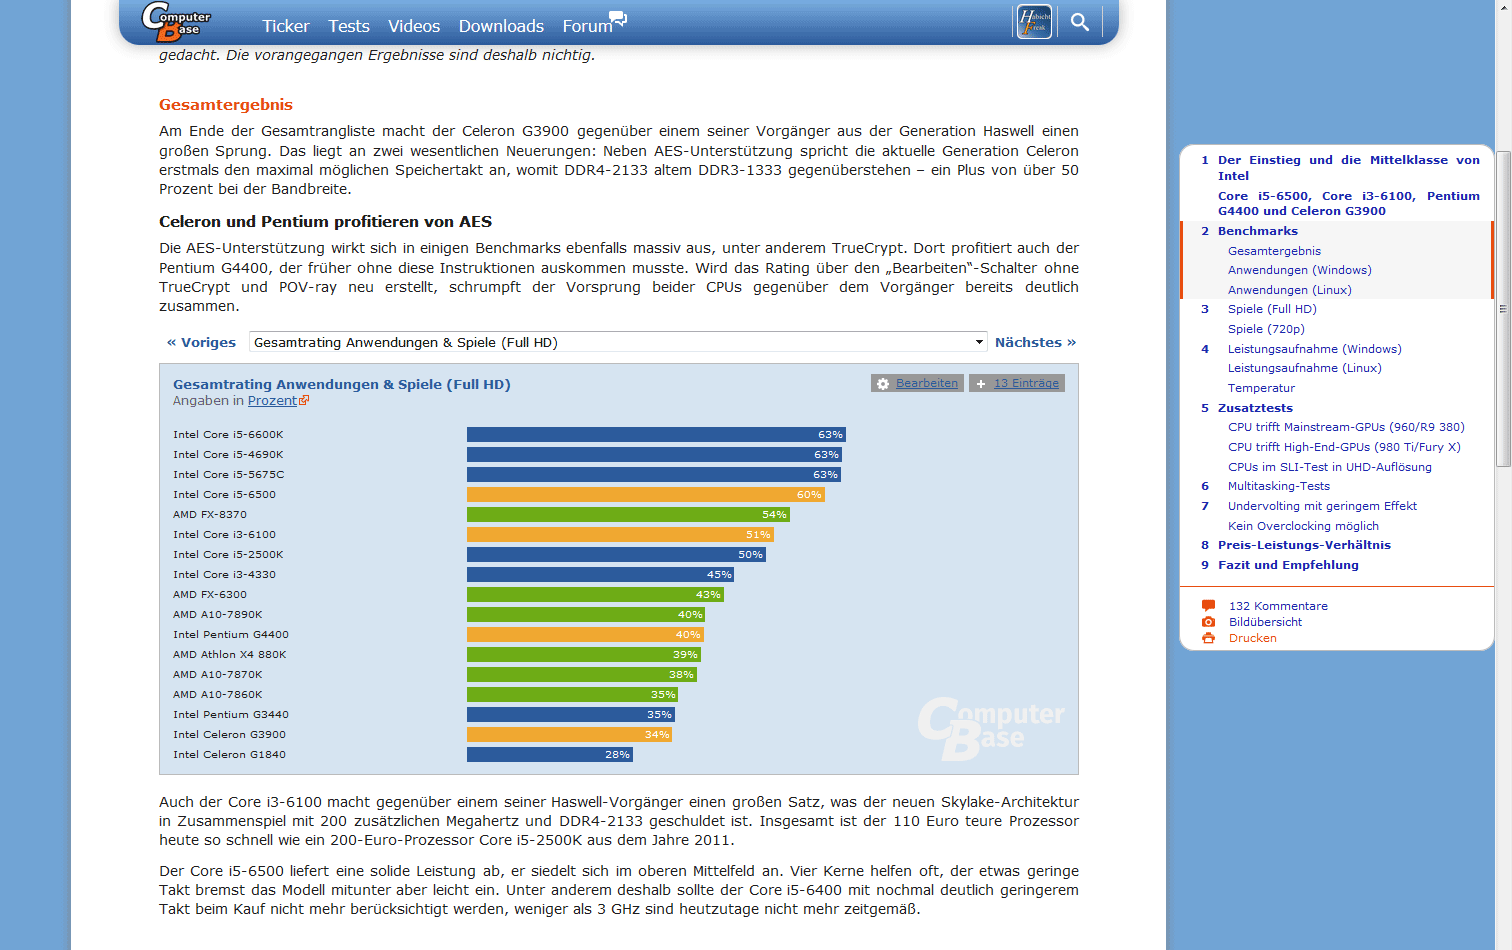 Computer Base
Ticker Tests Videos Downloads Forum
Habicht Freak
gedacht. Die vorangegangen Ergebnisse sind deshalb nichtig.
Gesamtergebnis
Am Ende der Gesamtrangliste macht der Celeron G3900 gegenüber einem seiner Vorgänger aus der Generation Haswell einen
großen Sprung. Das liegt an zwei wesentlichen Neuerungen: Neben AES-Unterstützung spricht die aktuelle Generation Celeron
erstmals den maximal möglichen Speichertakt an, womit DDR4-2133 altem DDR3-1333 gegenüberstehen – ein Plus von über 50
Prozent bei der Bandbreite.
Celeron und Pentium profitieren von AES
Die AES-Unterstützung wirkt sich in einigen Benchmarks ebenfalls massiv aus, unter anderem TrueCrypt. Dort profitiert auch der
Pentium G4400, der früher ohne diese Instruktionen auskommen musste. Wird das Rating über den „Bearbeiten“-Schalter ohne
TrueCrypt und POV-ray neu erstellt, schrumpft der Vorsprung beider CPUs gegenüber dem Vorgänger bereits deutlich
zusammen.
« Voriges Gesamtrating Anwendungen & Spiele (Full HD) Nächstes »
Gesamtrating Anwendungen & Spiele (Full HD) Bearbeiten 13 Einträge
Angaben in Prozent
Intel Core i5-6600K 63%
Intel Core i5-4690K 63%
Intel Core i5-5675C 63%
Intel Core i5-6500 60%
AMD FX-8370 54%
Intel Core i3-6100 51%
Intel Core i5-2500K 50%
Intel Core i3-4330 45%
AMD FX-6300 43%
AMD A10-7890K 40%
Intel Pentium G4400 40%
AMD Athlon X4 880K 39%
AMD A10-7870K 38%
AMD A10-7860K 35%
Intel Pentium G3440 35%
Intel Celeron G3900 34%
Intel Celeron G1840 28%
Computer Base
Auch der Core i3-6100 macht gegenüber einem seiner Haswell-Vorgänger einen großen Satz, was der neuen Skylake-Architektur
in Zusammenspiel mit 200 zusätzlichen Megahertz und DDR4-2133 geschuldet ist. Insgesamt ist der 110 Euro teure Prozessor
heute so schnell wie ein 200-Euro-Prozessor Core i5-2500K aus dem Jahre 2011.
Der Core i5-6500 liefert eine solide Leistung ab, er siedelt sich im oberen Mittelfeld an. Vier Kerne helfen oft, der etwas geringe
Takt bremst das Modell mitunter aber leicht ein. Unter anderem deshalb sollte der Core i5-6400 mit nochmal deutlich geringerem
Takt beim Kauf nicht mehr berücksichtigt werden, weniger als 3 GHz sind heutzutage nicht mehr zeitgemäß.
1 Der Einstieg und die Mittelklasse von
Intel
Core i5-6500, Core i3-6100, Pentium
G4400 und Celeron G3900
2 Benchmarks
Gesamtergebnis
Anwendungen (Windows)
Anwendungen (Linux)
3 Spiele (Full HD)
Spiele (720p)
4 Leistungsaufnahme (Windows)
Leistungsaufnahme (Linux)
Temperatur
5 Zusatztests
CPU trifft Mainstream-GPUs (960/R9 380)
CPU trifft High-End-GPUs (980 Ti/Fury X)
CPUs im SLI-Test in UHD-Auflösung
6 Multitasking-Tests
7 Undervolting mit geringem Effekt
Kein Overclocking möglich
8 Preis-Leistungs-Verhältnis
9 Fazit und Empfehlung
132 Kommentare
Bildübersicht
Drucken